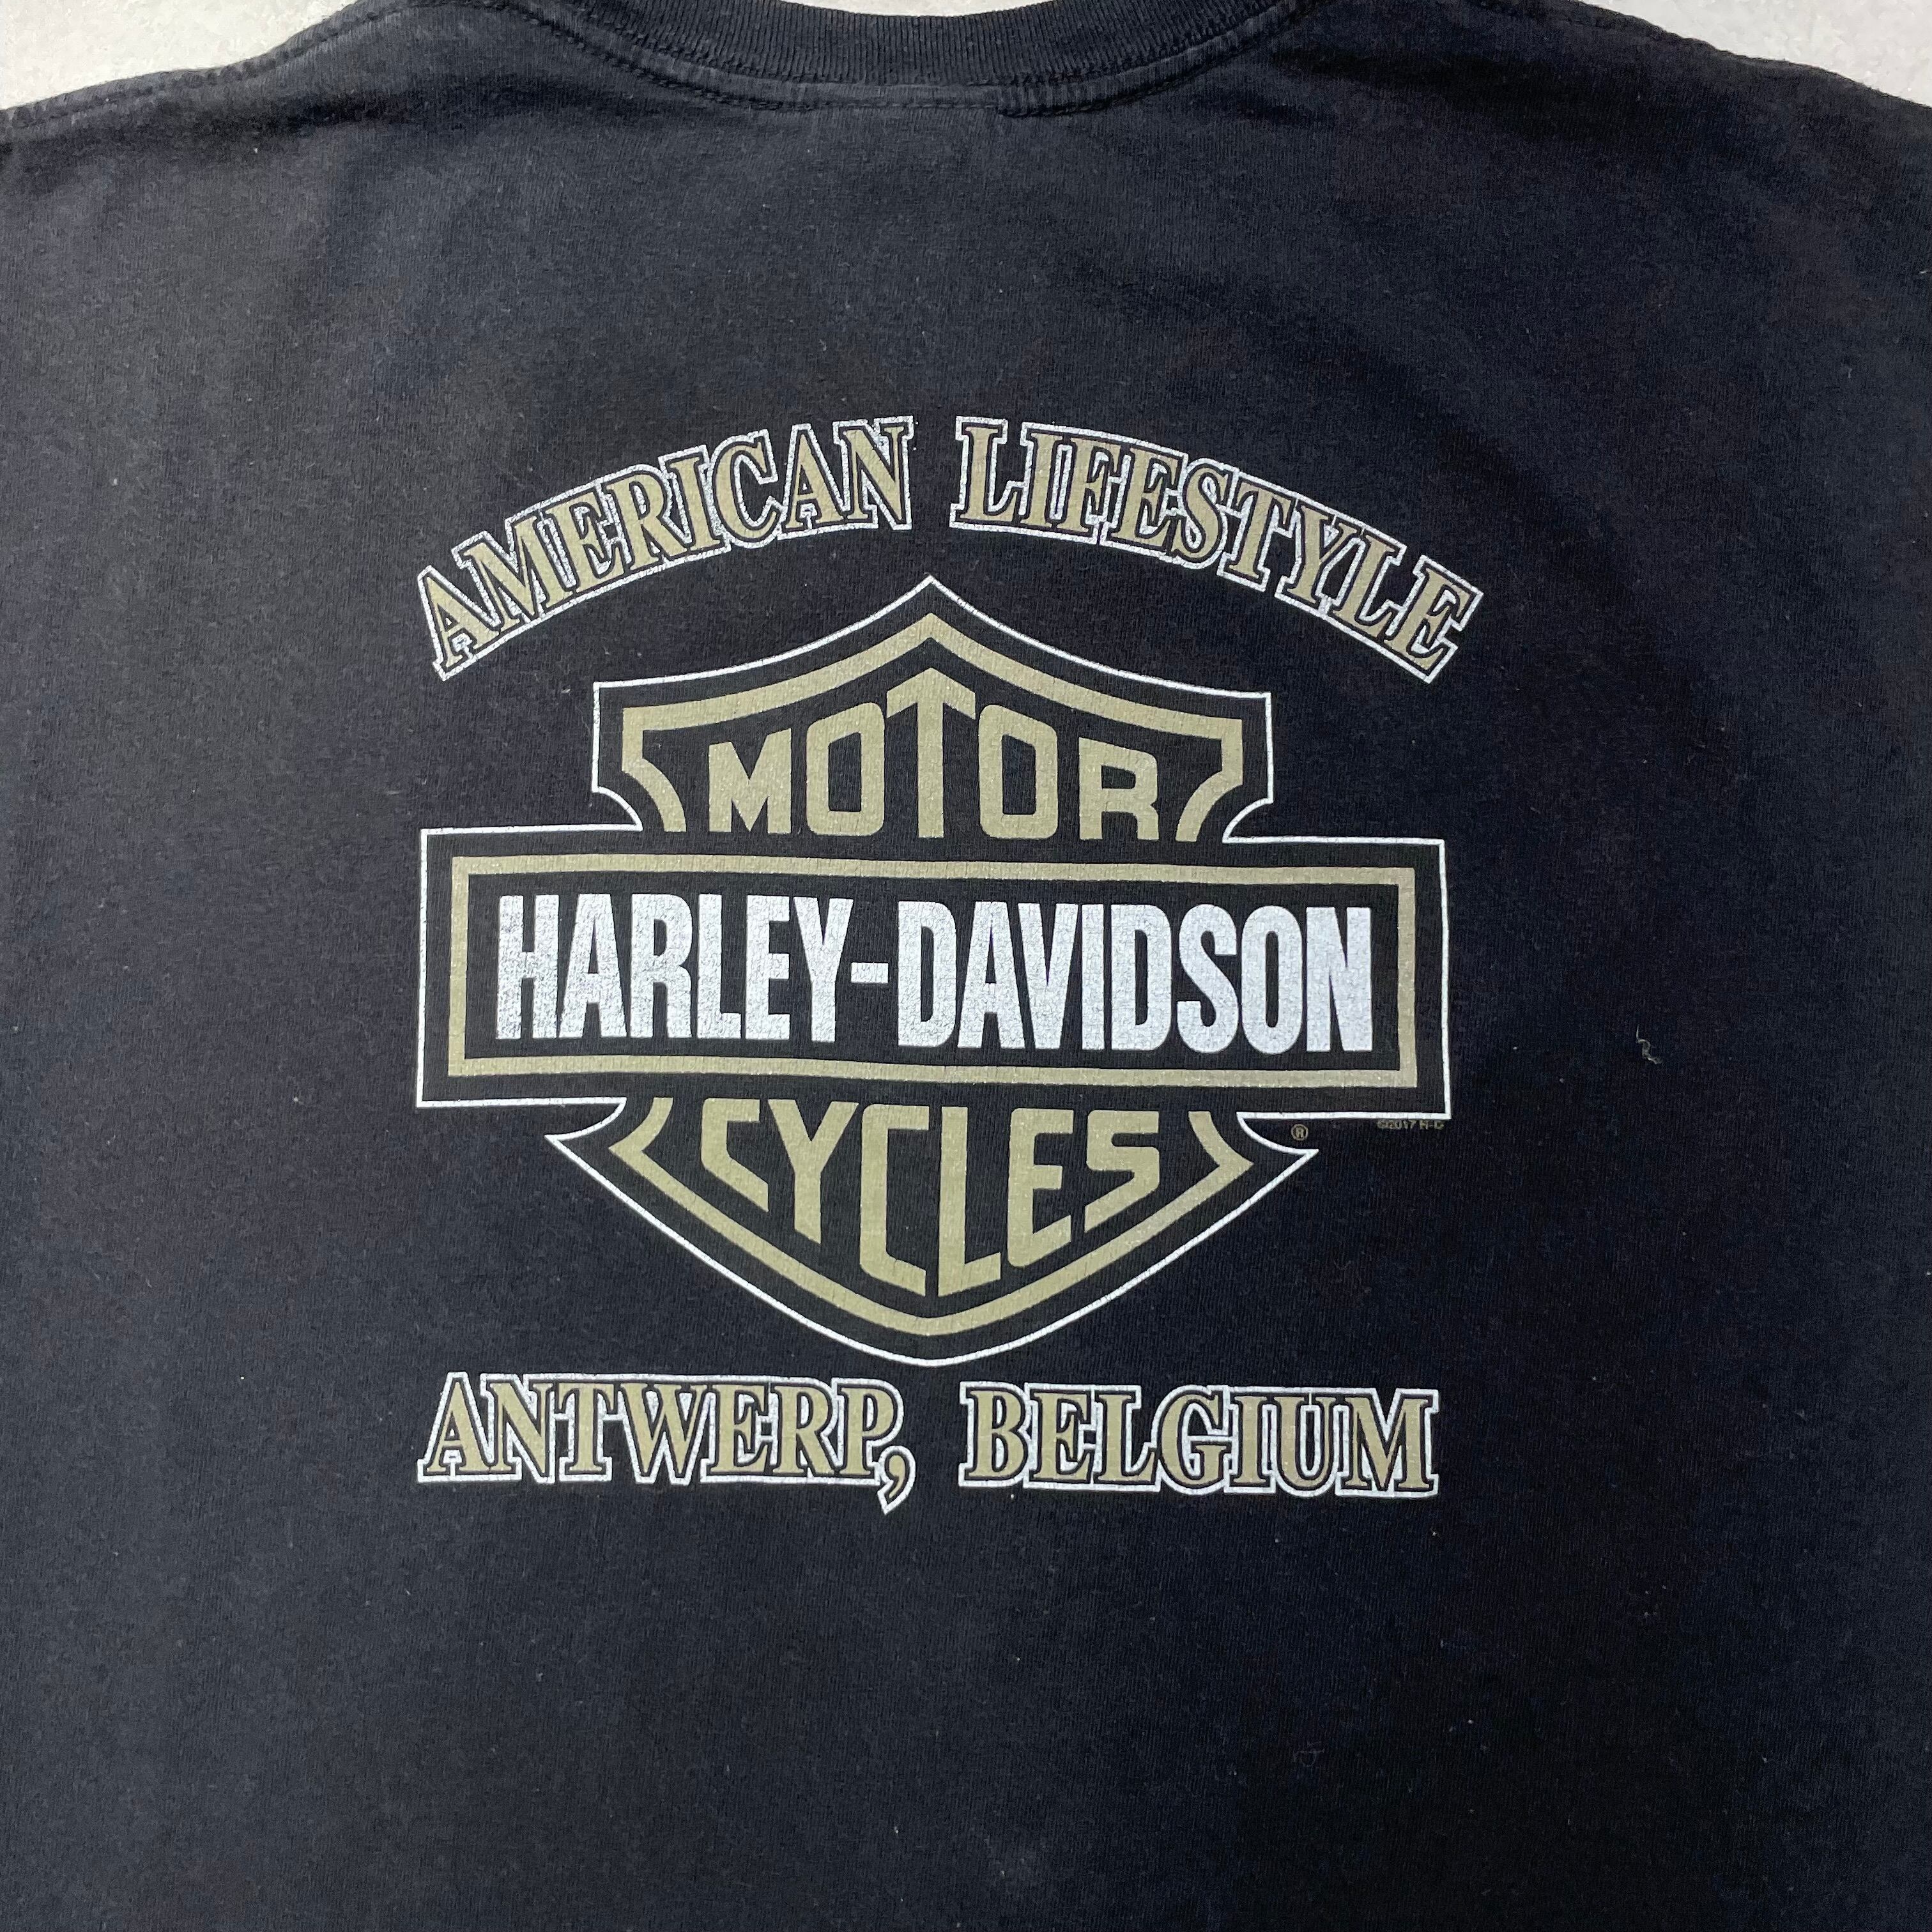 AMERICAN LIFESTYLE
MOTOR
HARLEY-DAVIDSON
CYCLES
®
©2017 H-D
ANTWERP, BELGIUM